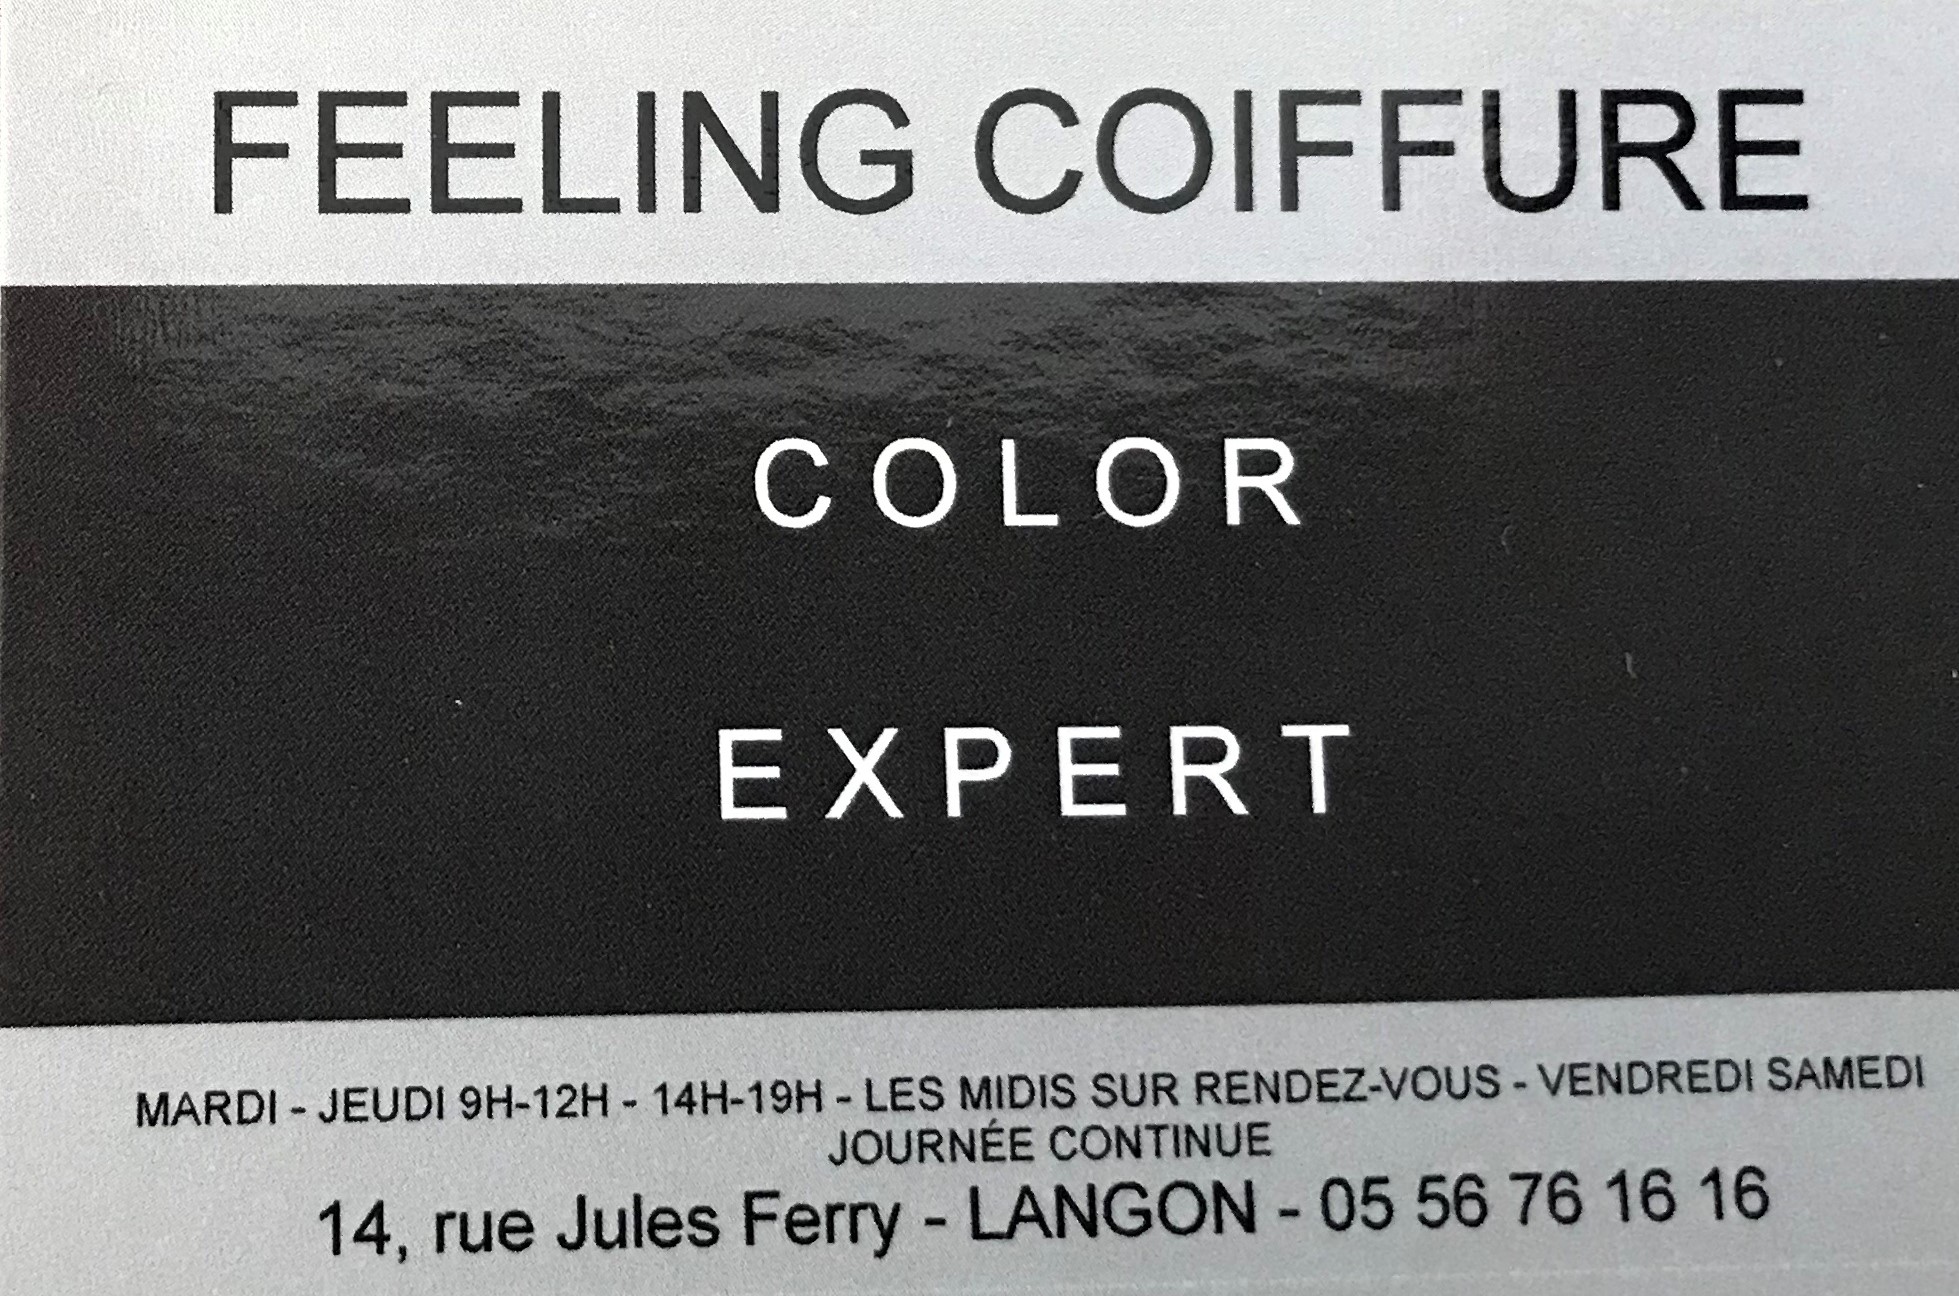 FEELING COIFFURE
COLOR
EXPERT
MARDI - JEUDI 9H-12H - 14H-19H - LES MIDIS SUR RENDEZ-VOUS - VENDREDI SAMEDI
JOURNÉE CONTINUE
14, rue Jules Ferry - LANGON - 05 56 76 16 16